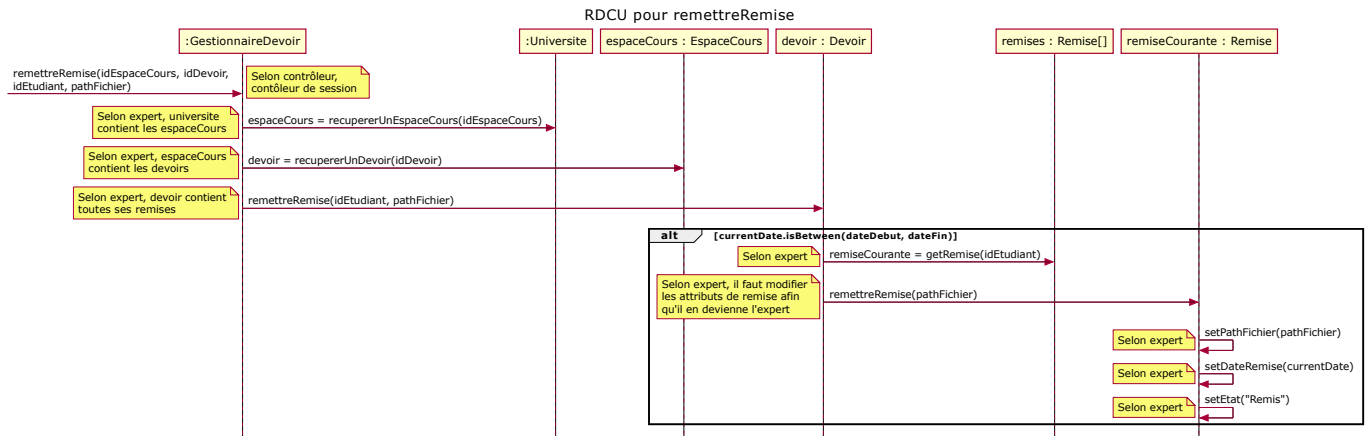 RDCU pour remettreRemise
:GestionnaireDevoir
:Universite
espaceCours : EspaceCours
devoir : Devoir
remises : Remise[]
remiseCourante : Remise
remettreRemise(idEspaceCours, idDevoir,
idEtudiant, pathFichier)
Selon contrôleur,
contôleur de session
Selon expert, universite
contient les espaceCours
espaceCours = recupererUnEspaceCours(idEspaceCours)
Selon expert, espaceCours
contient les devoirs
devoir = recupererUnDevoir(idDevoir)
Selon expert, devoir contient
toutes ses remises
remettreRemise(idEtudiant, pathFichier)
alt
[currentDate.isBetween(dateDebut, dateFin)]
Selon expert
remiseCourante = getRemise(idEtudiant)
Selon expert, il faut modifier
les attributs de remise afin
qu'il en devienne l'expert
remettreRemise(pathFichier)
Selon expert
setPathFichier(pathFichier)
Selon expert
setDateRemise(currentDate)
Selon expert
setEtat("Remis")